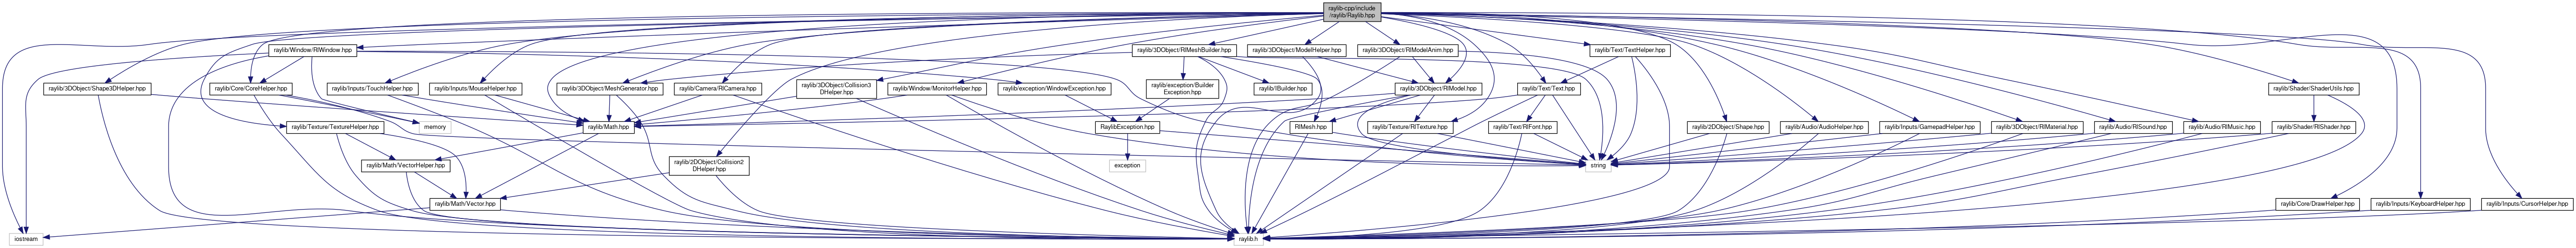 raylib-cpp/include
/raylib/Raylib.hpp
raylib/Window/RlWindow.hpp
raylib/3DObject/RlMeshBuilder.hpp
raylib/3DObject/ModelHelper.hpp
raylib/3DObject/RlModelAnim.hpp
raylib/Text/TextHelper.hpp
raylib/3DObject/Shape3DHelper.hpp
raylib/Core/CoreHelper.hpp
raylib/Inputs/TouchHelper.hpp
raylib/Inputs/MouseHelper.hpp
raylib/3DObject/MeshGenerator.hpp
raylib/Camera/RlCamera.hpp
raylib/3DObject/Collision3
DHelper.hpp
raylib/Window/MonitorHelper.hpp
raylib/exception/WindowException.hpp
raylib/exception/Builder
Exception.hpp
raylib/IBuilder.hpp
raylib/3DObject/RlModel.hpp
raylib/Text/Text.hpp
raylib/Shader/ShaderUtils.hpp
raylib/Texture/TextureHelper.hpp
memory
raylib/Math.hpp
RaylibException.hpp
RlMesh.hpp
raylib/Texture/RlTexture.hpp
raylib/Text/RlFont.hpp
raylib/2DObject/Shape.hpp
raylib/Audio/AudioHelper.hpp
raylib/Inputs/GamepadHelper.hpp
raylib/3DObject/RlMaterial.hpp
raylib/Audio/RlSound.hpp
raylib/Audio/RlMusic.hpp
raylib/Shader/RlShader.hpp
raylib/Math/VectorHelper.hpp
raylib/2DObject/Collision2
DHelper.hpp
exception
string
raylib/Math/Vector.hpp
raylib/Core/DrawHelper.hpp
raylib/Inputs/KeyboardHelper.hpp
raylib/Inputs/CursorHelper.hpp
iostream
raylib.h